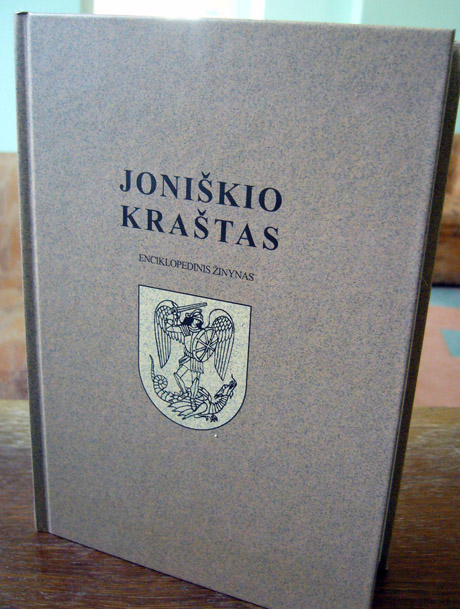 JONIŠKIO
KRAŠTAS
ENCIKLOPEDINIS ŽINYNAS